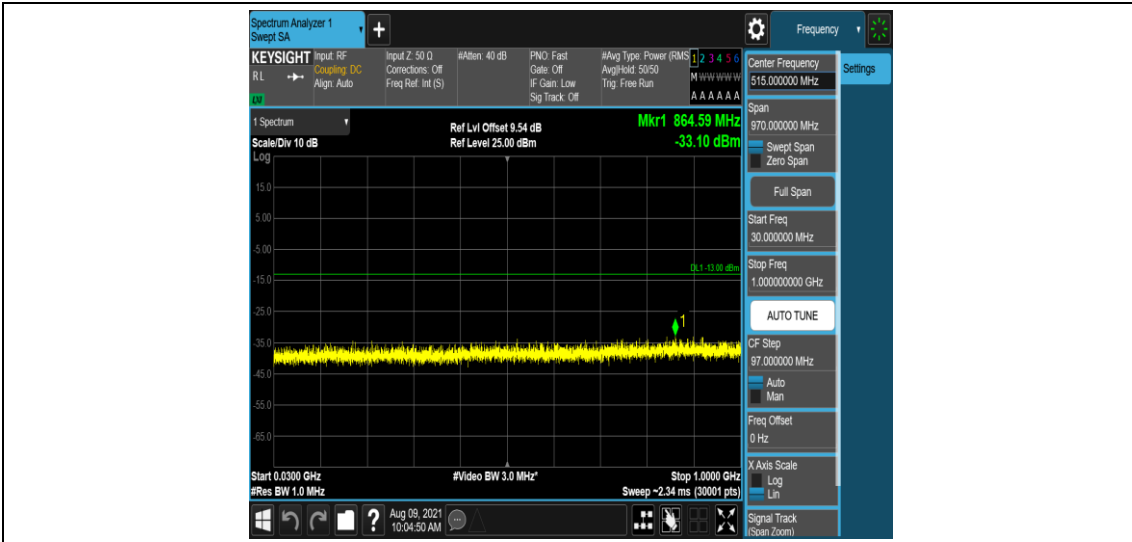 Spectrum Analyzer 1
Swept SA
+
Frequency
KEYSIGHT
RL
LXI
Input: RF
Coupling: DC
Align: Auto
Input Z: 50 Ω
Corrections: Off
Freq Ref: Int (S)
#Atten: 40 dB
PNO: Fast
Gate: Off
IF Gain: Low
Sig Track: Off
#Avg Type: Power (RMS
Avg|Hold: 50/50
Trig: Free Run
1 2 3 4 5 6
M W W W W W
A A A A A A
1 Spectrum
Scale/Div 10 dB
Log
Ref Lvl Offset 9.54 dB
Ref Level 25.00 dBm
Mkr1 864.59 MHz
-33.10 dBm
15.0
5.00
-5.00
DL1 -13.00 dBm
-15.0
-25.0
1
-35.0
-45.0
-55.0
-65.0
Start 0.0300 GHz
#Res BW 1.0 MHz
#Video BW 3.0 MHz*
Stop 1.0000 GHz
Sweep ~2.34 ms (30001 pts)
?
Aug 09, 2021
10:04:50 AM
Center Frequency
515.000000 MHz
Span
970.000000 MHz
Swept Span
Zero Span
Full Span
Start Freq
30.000000 MHz
Stop Freq
1.000000000 GHz
AUTO TUNE
CF Step
97.000000 MHz
Auto
Man
Freq Offset
0 Hz
X Axis Scale
Log
Lin
Signal Track
(Span Zoom)
Settings